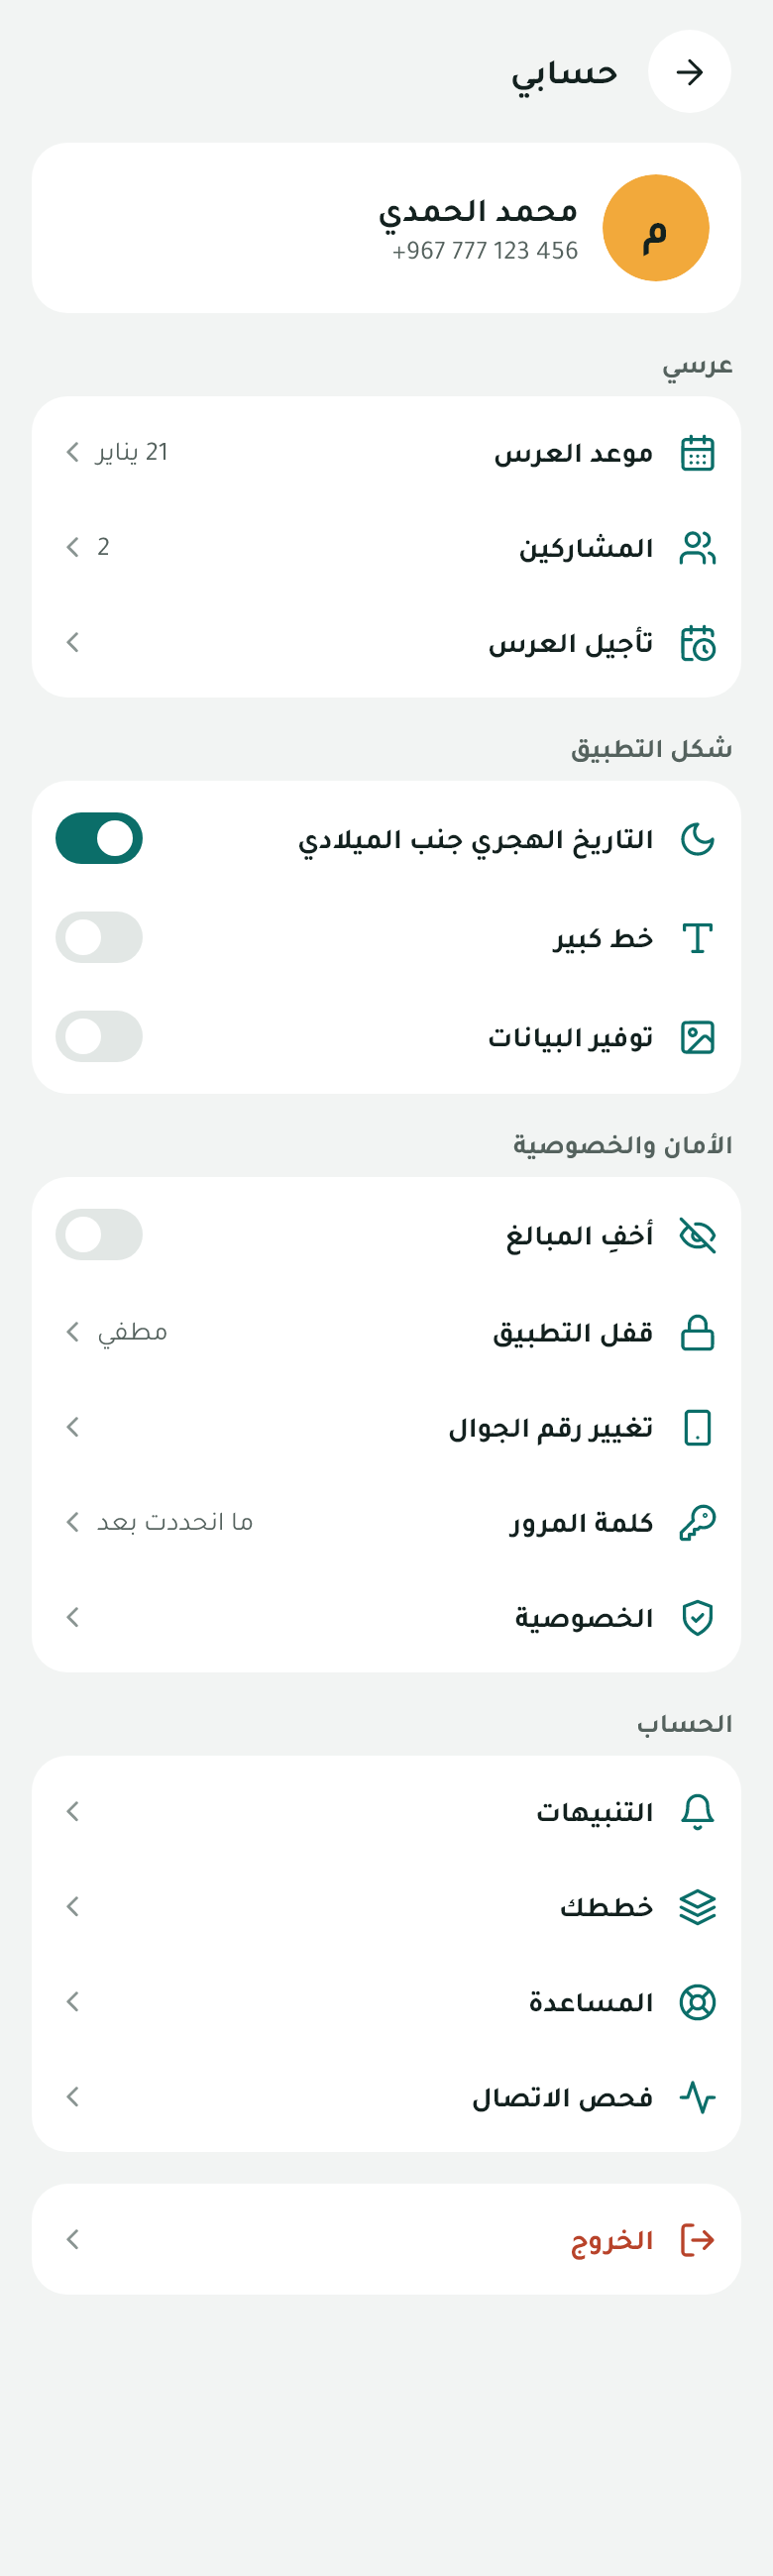 حسابي
م
محمد الحمدي
+967 777 123 456
عرسي
موعد العرس
21 يناير
المشاركين
2
تأجيل العرس
شكل التطبيق
التاريخ الهجري جنب الميلادي
خط كبير
توفير البيانات
الأمان والخصوصية
أخفِ المبالغ
قفل التطبيق
مطفي
تغيير رقم الجوال
كلمة المرور
ما انحددت بعد
الخصوصية
الحساب
التنبيهات
خططك
المساعدة
فحص الاتصال
الخروج